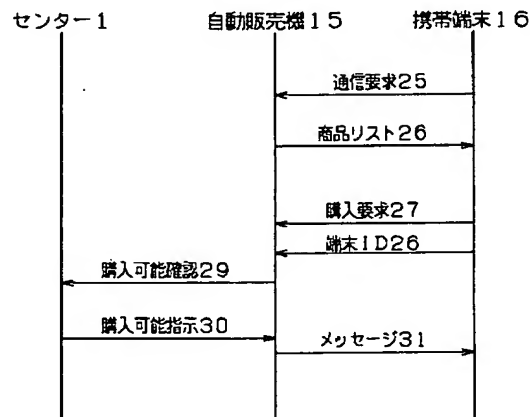 センター1 自動販売機15 携帯端末16
通信要求25
商品リスト26
購入要求27
端末ID26
購入可能確認29
購入可能指示30
メッセージ31